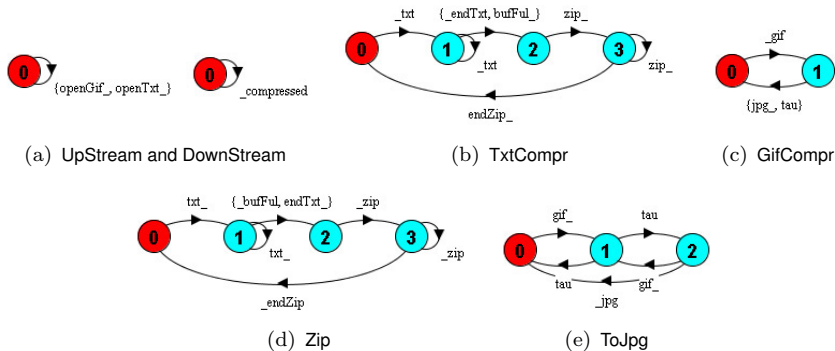 _txt {_endTxt, bufFul_} zip_
_gif
0 0 0 1 2 3 0 1
{openGif_, openTxt_} _compressed _txt zip_
{jpg_, tau}
endZip_
(a) UpStream and DownStream (b) TxtCompr (c) GifCompr
txt_ {_bufFul, endTxt_} _zip gif_ tau
0 1 2 3 0 1 2
txt_ _zip
tau gif_
_endZip _jpg
(d) Zip (e) ToJpg